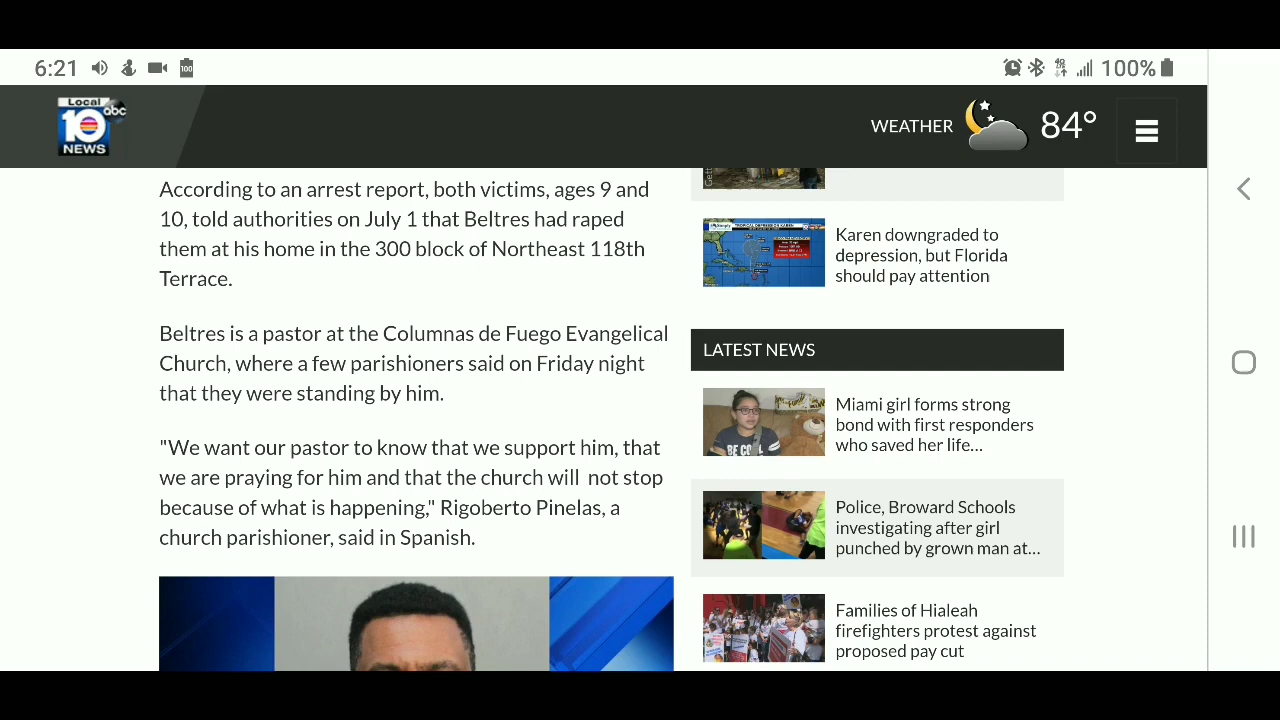 6:21
100
4G
100%
Local
abc
10
NEWS
WEATHER
84°
According to an arrest report, both victims, ages 9 and
10, told authorities on July 1 that Beltres had raped
them at his home in the 300 block of Northeast 118th
Terrace.
Beltres is a pastor at the Columnas de Fuego Evangelical
Church, where a few parishioners said on Friday night
that they were standing by him.
"We want our pastor to know that we support him, that
we are praying for him and that the church will  not stop
because of what is happening," Rigoberto Pinelas, a
church parishioner, said in Spanish.
Karen downgraded to
depression, but Florida
should pay attention
LATEST NEWS
BE COOL
Miami girl forms strong
bond with first responders
who saved her life...
Police, Broward Schools
investigating after girl
punched by grown man at...
Families of Hialeah
firefighters protest against
proposed pay cut